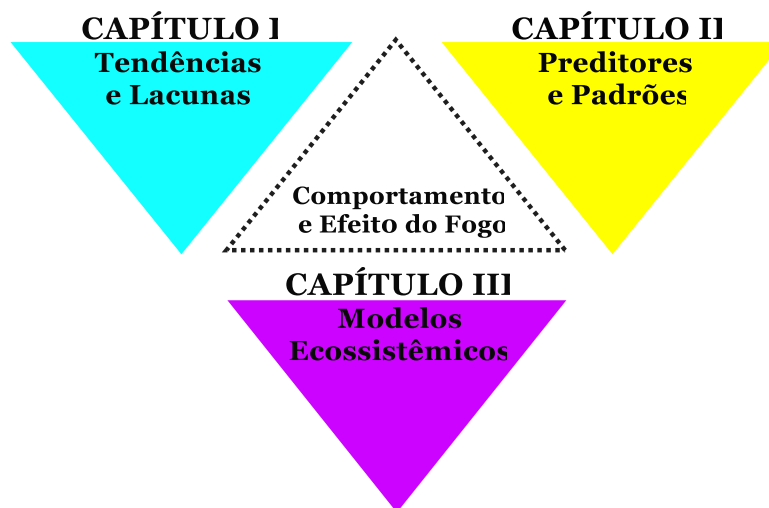 CAPÍTULO I
Tendências
e Lacunas
CAPÍTULO II
Preditores
e Padrões
Comportamento
e Efeito do Fogo
CAPÍTULO III
Modelos
Ecossistêmicos